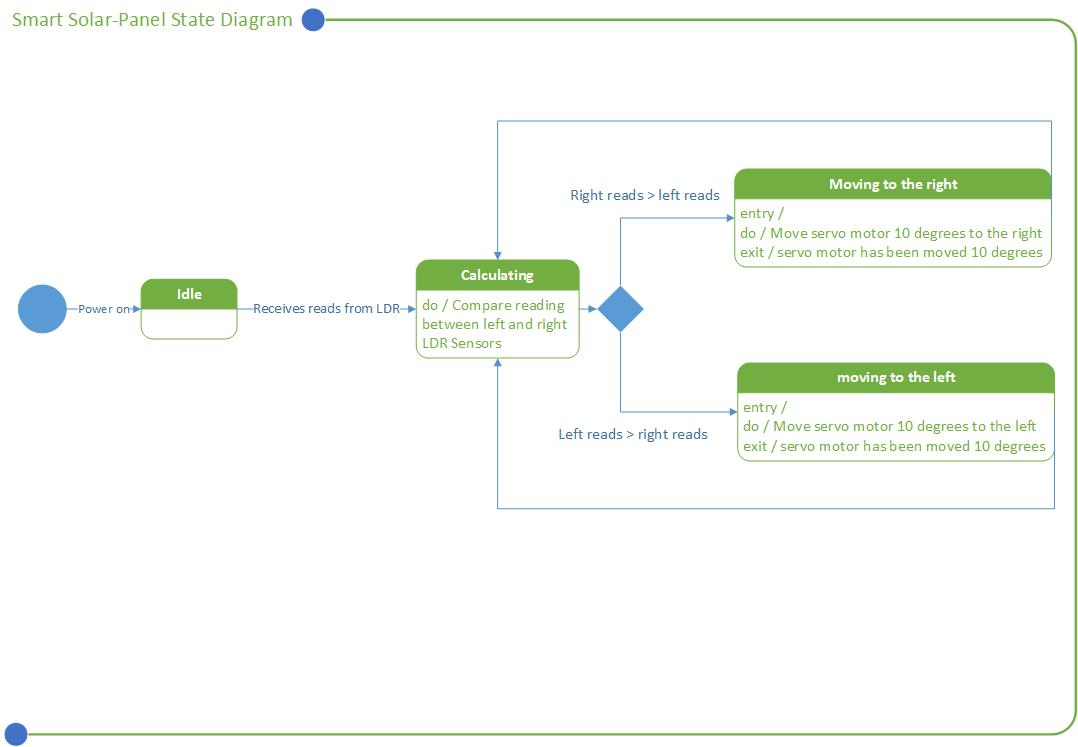 Smart Solar-Panel State Diagram
Power on
Idle
Receives reads from LDR
Calculating
do / Compare reading
between left and right
LDR Sensors
Right reads > left reads
Moving to the right
entry /
do / Move servo motor 10 degrees to the right
exit / servo motor has been moved 10 degrees
Left reads > right reads
moving to the left
entry /
do / Move servo motor 10 degrees to the left
exit / servo motor has been moved 10 degrees